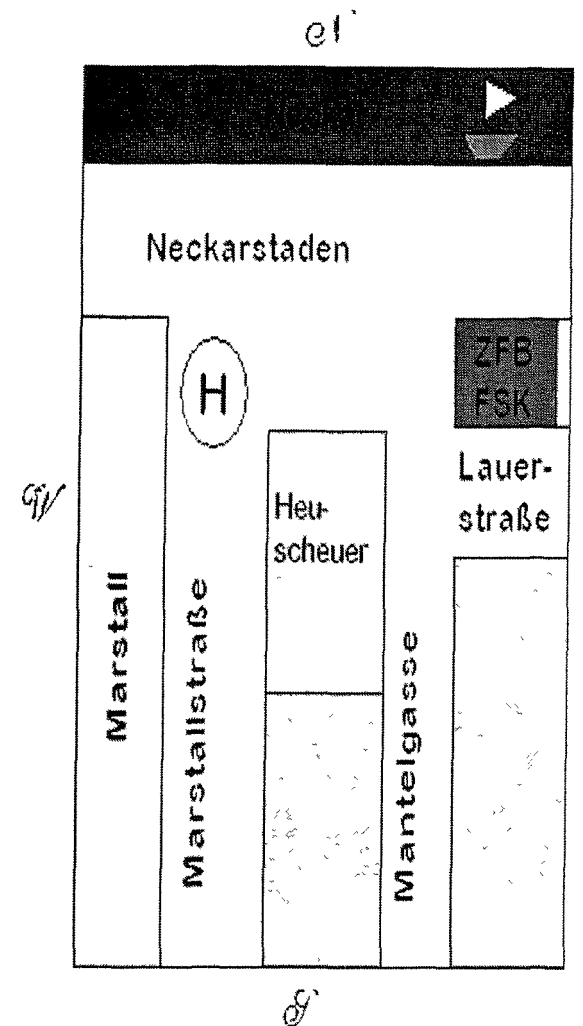 Neckarstaden
H
ZFB
FSK
Lauer-
straße
Heu-
scheuer
Marstall
Marstallstraße
Mantelgasse